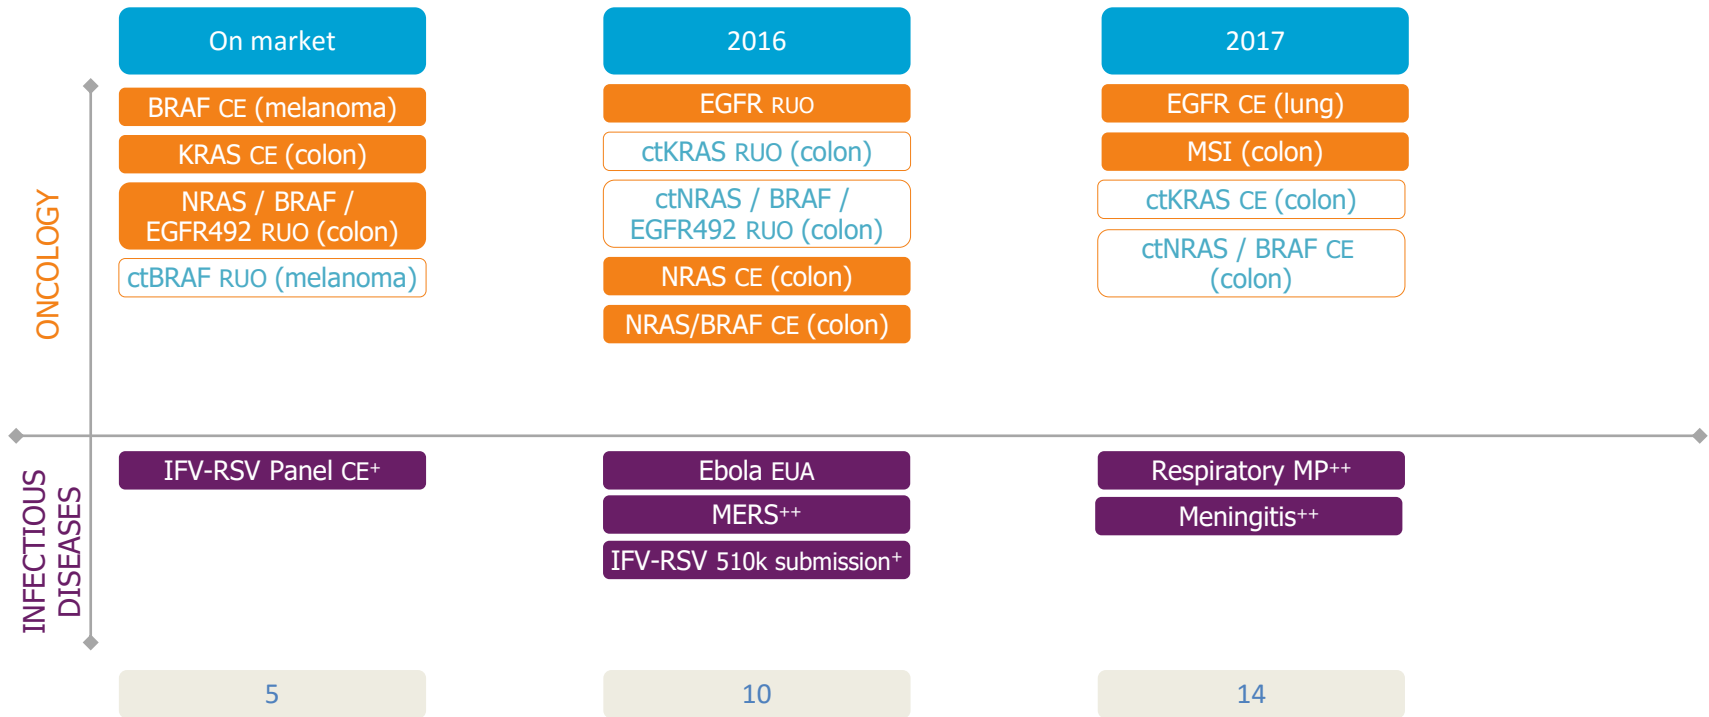 On market
2016
2017
ONCOLOGY
BRAF CE (melanoma)
KRAS CE (colon)
NRAS / BRAF /
EGFR492 RUO (colon)
ctBRAF RUO (melanoma)
EGFR RUO
ctKRAS RUO (colon)
ctNRAS / BRAF /
EGFR492 RUO (colon)
NRAS CE (colon)
NRAS/BRAF CE (colon)
EGFR CE (lung)
MSI (colon)
ctKRAS CE (colon)
ctNRAS / BRAF CE
(colon)
INFECTIOUS
DISEASES
IFV-RSV Panel CE+
Ebola EUA
MERS++
IFV-RSV 510k submission+
Respiratory MP++
Meningitis++
5
10
14